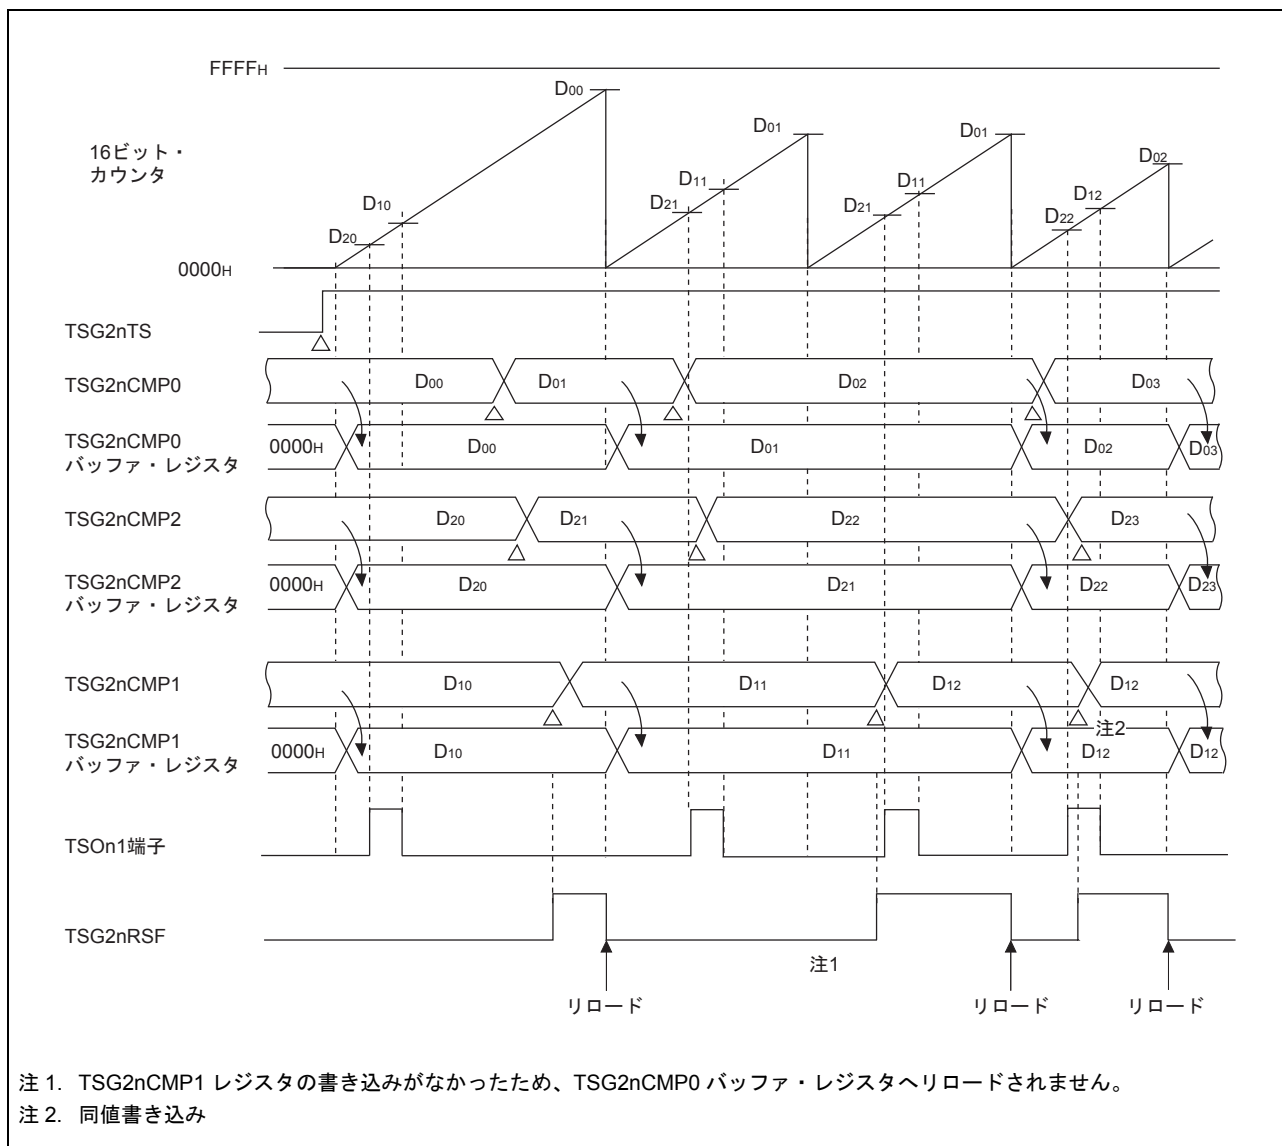 FFFFH
D00
D01
D01
D02
16ビット・
カウンタ
D11
D11
D12
D10
D21
D21
D22
D20
0000H
TSG2nTS
TSG2nCMP0
D00
D01
D02
D03
TSG2nCMP0
バッファ・レジスタ
0000H
D00
D01
D02
D03
TSG2nCMP2
D20
D21
D22
D23
TSG2nCMP2
バッファ・レジスタ
0000H
D20
D21
D22
D23
TSG2nCMP1
D10
D11
D12
D12
注2
TSG2nCMP1
バッファ・レジスタ
0000H
D10
D11
D12
D12
TSOn1端子
TSG2nRSF
注1
リロード
リロード
リロード
注 1. TSG2nCMP1 レジスタの書き込みがなかったため、TSG2nCMP0 バッファ・レジスタへリロードされません。
注 2. 同値書き込み